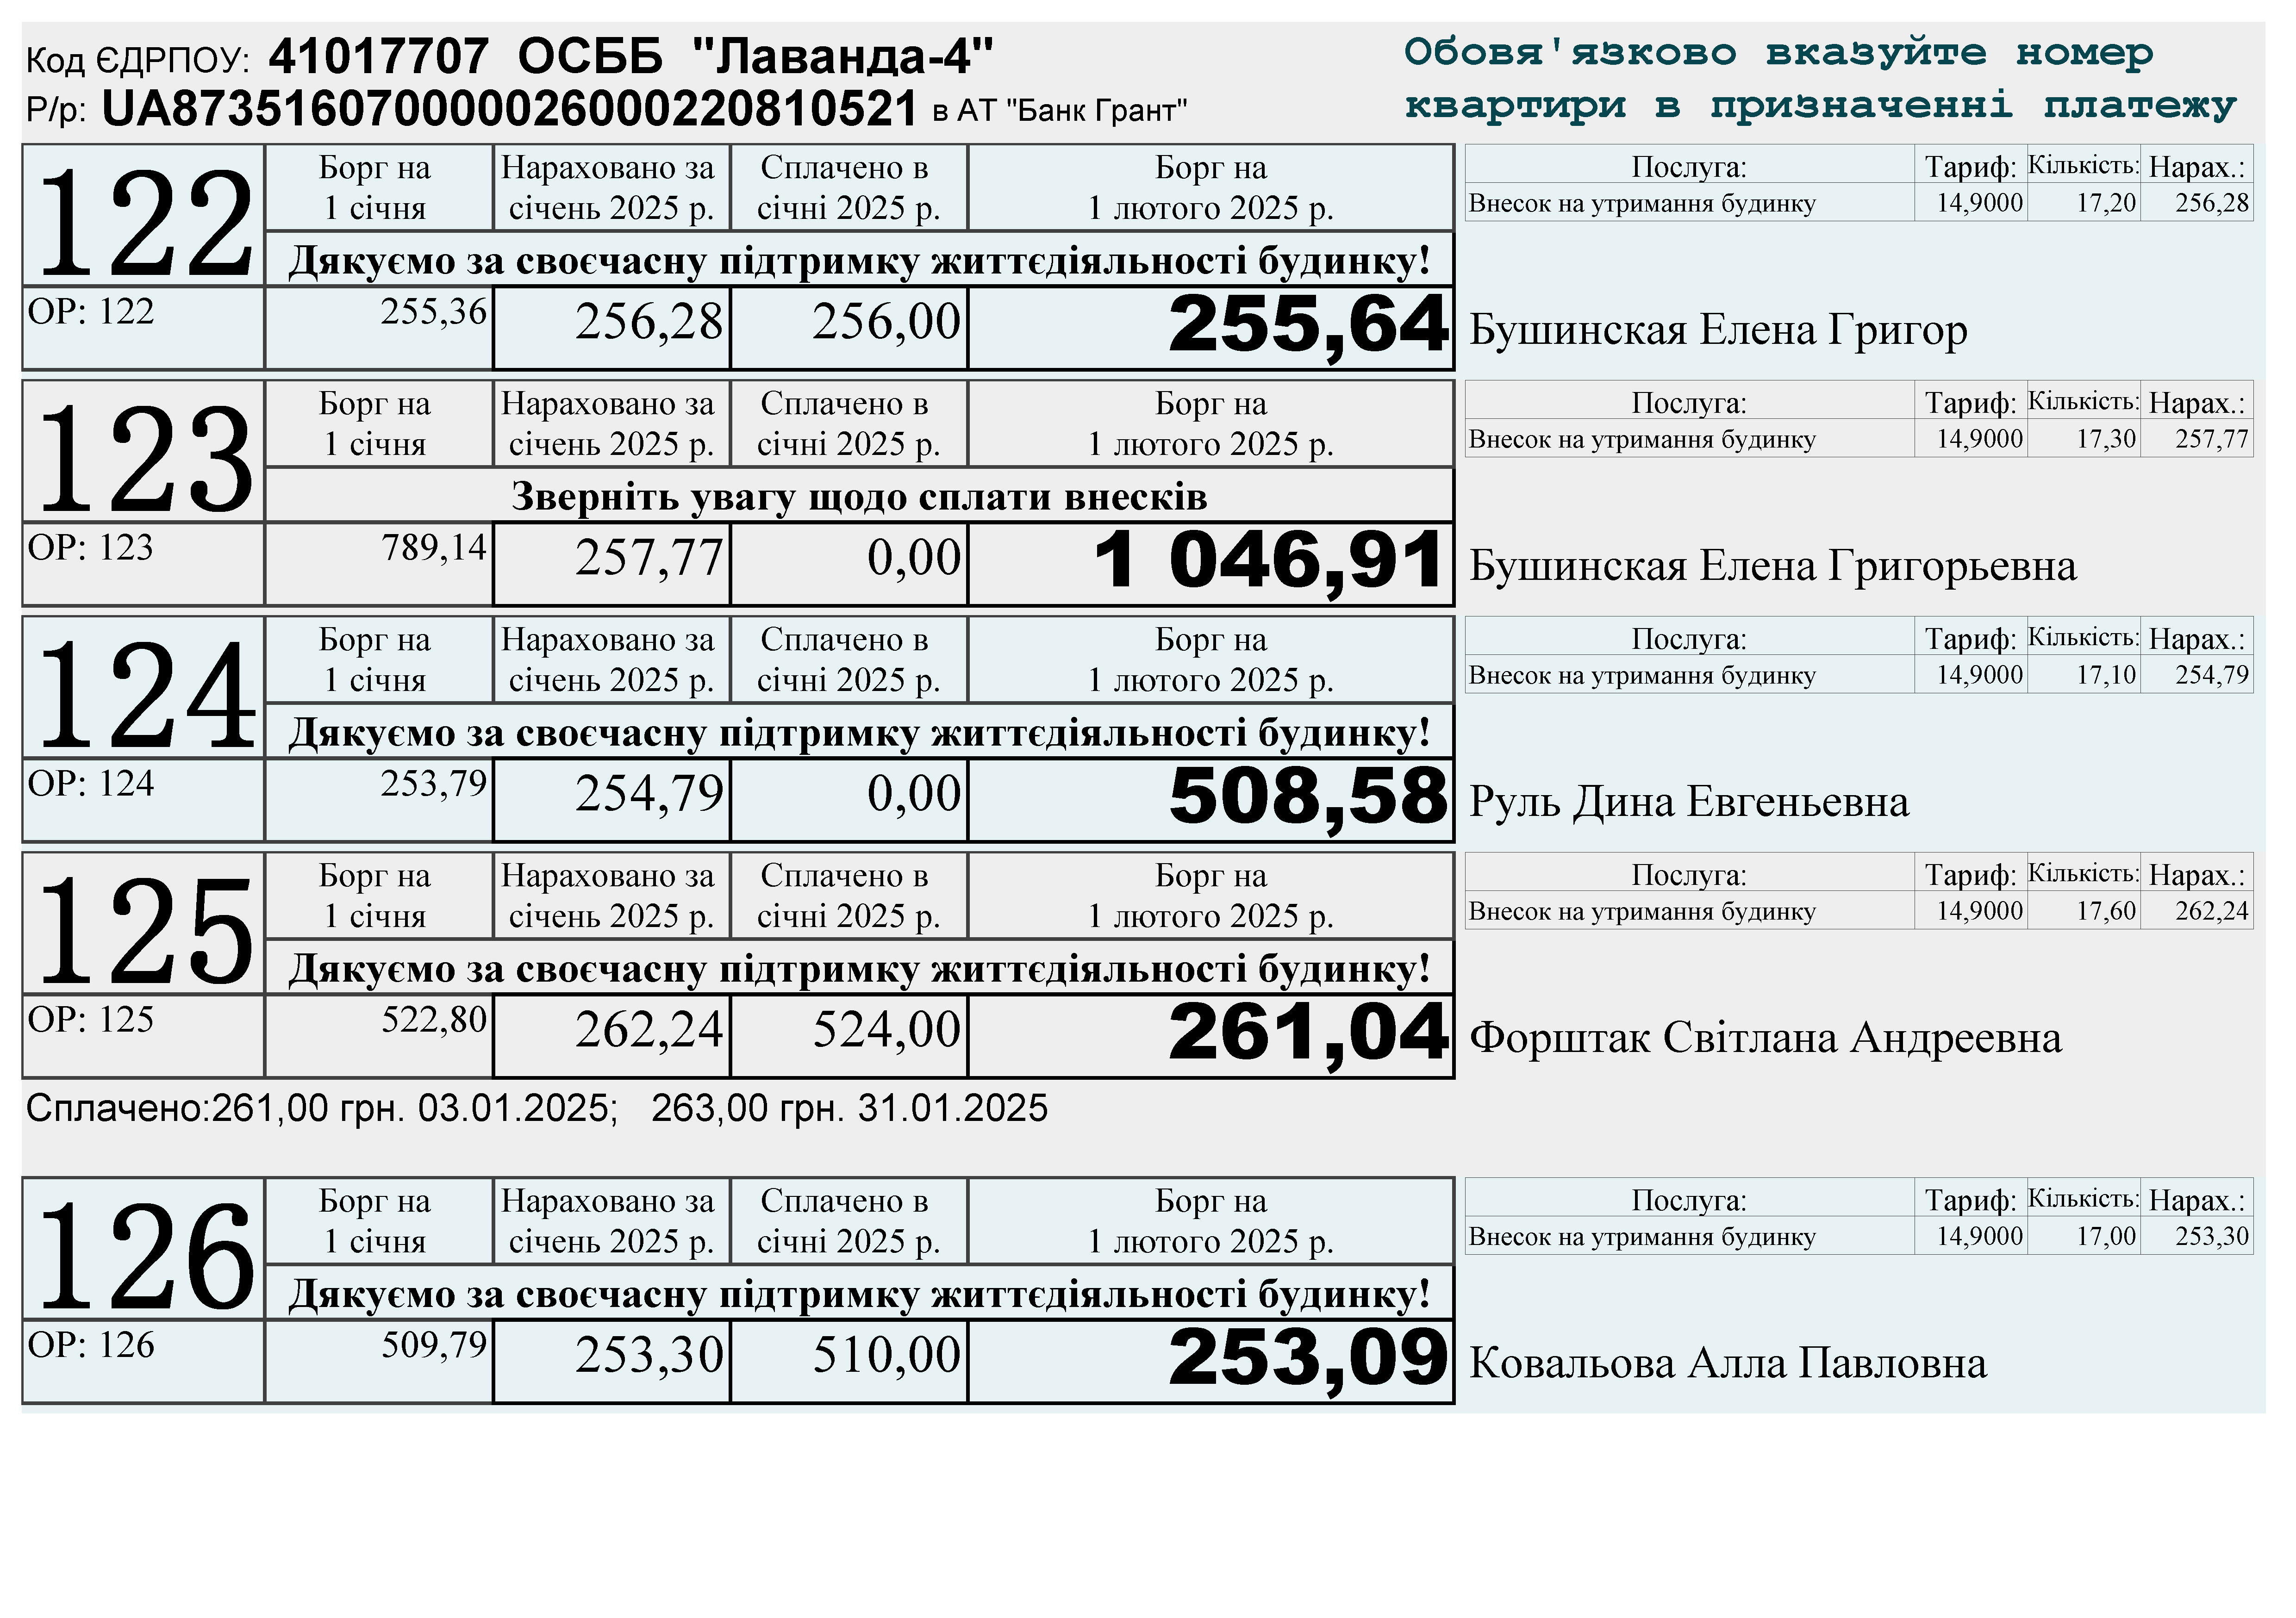 Код ЄДРПОУ: 41017707 ОСББ "Лаванда-4"
Р/р: UA873516070000026000220810521 в АТ "Банк Грант"
Обовя'язково вказуйте номер
квартири в призначенні платежу
122
Борг на 1 січня
Нараховано за січень 2025 р.
Сплачено в січні 2025 р.
Борг на 1 лютого 2025 р.
Дякуємо за своєчасну підтримку життєдіяльності будинку!
ОР: 122 255,36 256,28 256,00 255,64
Послуга: Тариф: Кількість: Нарах.:
Внесок на утримання будинку 14,9000 17,20 256,28
Бушинская Елена Григор
123
Борг на 1 січня
Нараховано за січень 2025 р.
Сплачено в січні 2025 р.
Борг на 1 лютого 2025 р.
Зверніть увагу щодо сплати внесків
ОР: 123 789,14 257,77 0,00 1 046,91
Послуга: Тариф: Кількість: Нарах.:
Внесок на утримання будинку 14,9000 17,30 257,77
Бушинская Елена Григорьевна
124
Борг на 1 січня
Нараховано за січень 2025 р.
Сплачено в січні 2025 р.
Борг на 1 лютого 2025 р.
Дякуємо за своєчасну підтримку життєдіяльності будинку!
ОР: 124 253,79 254,79 0,00 508,58
Послуга: Тариф: Кількість: Нарах.:
Внесок на утримання будинку 14,9000 17,10 254,79
Руль Дина Евгеньевна
125
Борг на 1 січня
Нараховано за січень 2025 р.
Сплачено в січні 2025 р.
Борг на 1 лютого 2025 р.
Дякуємо за своєчасну підтримку життєдіяльності будинку!
ОР: 125 522,80 262,24 524,00 261,04
Послуга: Тариф: Кількість: Нарах.:
Внесок на утримання будинку 14,9000 17,60 262,24
Форштак Світлана Андреевна
Сплачено:261,00 грн. 03.01.2025; 263,00 грн. 31.01.2025
126
Борг на 1 січня
Нараховано за січень 2025 р.
Сплачено в січні 2025 р.
Борг на 1 лютого 2025 р.
Дякуємо за своєчасну підтримку життєдіяльності будинку!
ОР: 126 509,79 253,30 510,00 253,09
Послуга: Тариф: Кількість: Нарах.:
Внесок на утримання будинку 14,9000 17,00 253,30
Ковальова Алла Павловна